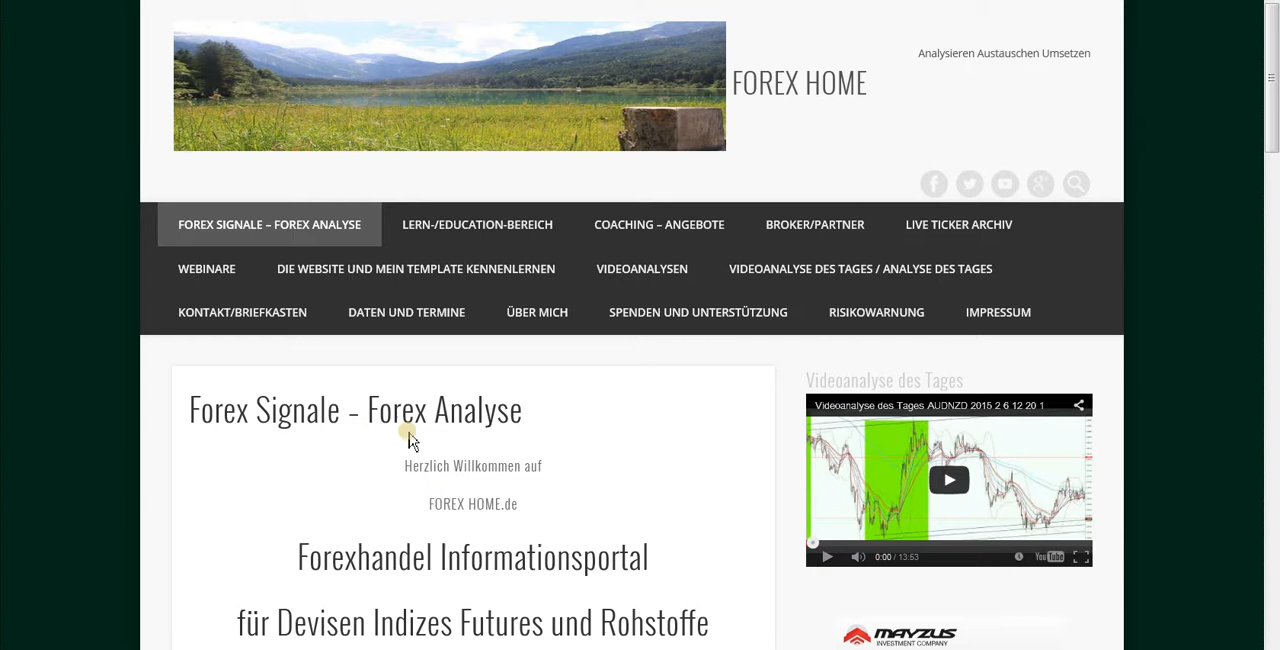 Analysieren Austauschen Umsetzen
FOREX HOME
FOREX SIGNALE – FOREX ANALYSE
LERN-/EDUCATION-BEREICH
COACHING – ANGEBOTE
BROKER/PARTNER
LIVE TICKER ARCHIV
WEBINARE
DIE WEBSITE UND MEIN TEMPLATE KENNENLERNEN
VIDEOANALYSEN
VIDEOANALYSE DES TAGES / ANALYSE DES TAGES
KONTAKT/BRIEFKASTEN
DATEN UND TERMINE
ÜBER MICH
SPENDEN UND UNTERSTÜTZUNG
RISIKOWARNUNG
IMPRESSUM
Forex Signale – Forex Analyse
Herzlich Willkommen auf
FOREX HOME.de
Forexhandel Informationsportal
für Devisen Indizes Futures und Rohstoffe
Videoanalyse des Tages
Videoanalyse des Tages AUDNZD 2015 2 6 12 20 1
0:00 / 13:53
YouTube
MAYZUS
INVESTMENT COMPANY